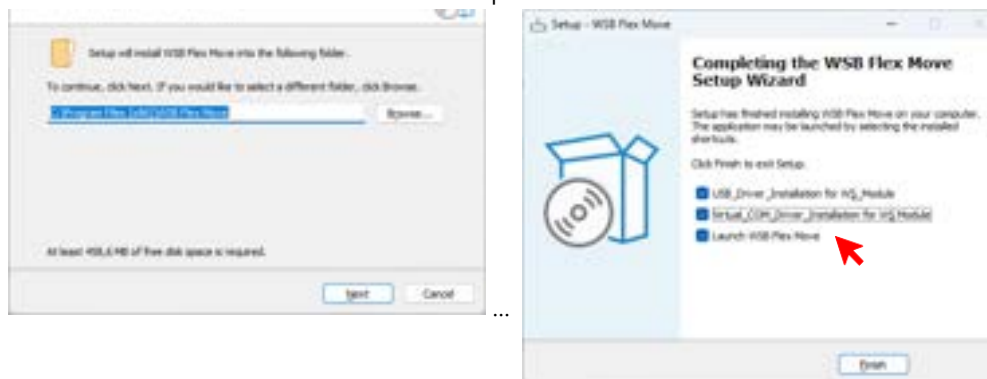 Setup will install WSB Flex Move into the following folder.
To continue, click Next. If you would like to select a different folder, click Browse.
C:\Program Files (x86)\WSB Flex Move
Browse...
At least 498,6 MB of free disk space is required.
Next
Cancel
...
Setup - WSB Flex Move
Completing the WSB Flex Move
Setup Wizard
Setup has finished installing WSB Flex Move on your computer.
The application may be launched by selecting the installed
shortcuts.
Click Finish to exit Setup.
USB_Driver_Installation for WS_Module
Virtual_COM_Driver_Installation for WS Module
Launch WSB Flex Move
Finish